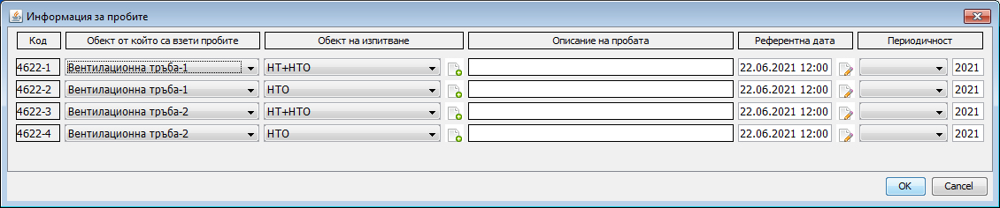 Информация за пробите
Код Обект от който са взети пробите Обект на изпитване Описание на пробата Референтна дата Периодичност
4622-1 Вентилационна тръба-1 НТ+НТО 22.06.2021 12:00 2021
4622-2 Вентилационна тръба-1 НТО 22.06.2021 12:00 2021
4622-3 Вентилационна тръба-2 НТ+НТО 22.06.2021 12:00 2021
4622-4 Вентилационна тръба-2 НТО 22.06.2021 12:00 2021
OK Cancel